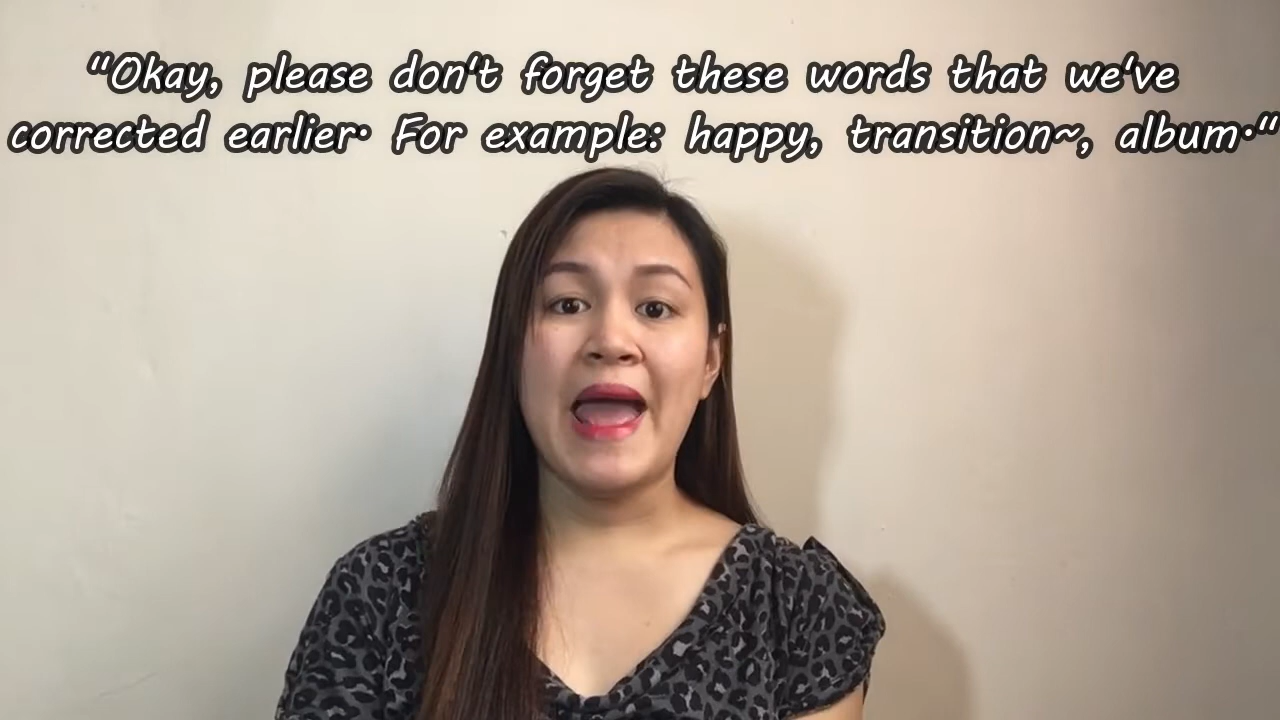 "Okay, please don't forget these words that we've
corrected earlier. For example: happy, transition~, album."